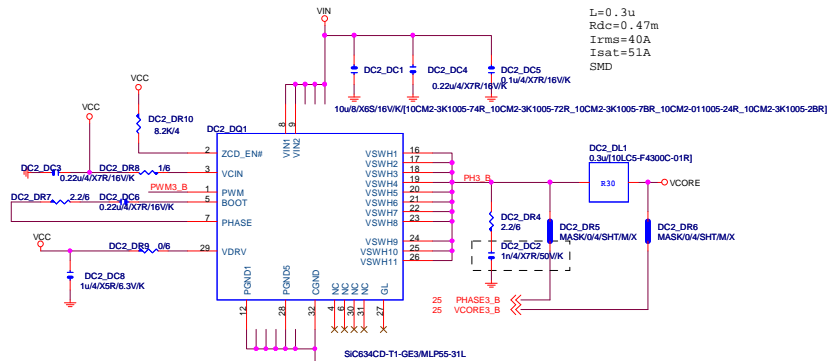 L=0.3u
Rdc=0.47m
Irms=40A
Isat=51A
SMD
VIN
VCC
VCC
DC2_DC1
DC2_DC4
0.22u/4/X7R/16V/K
DC2_DC5
0.1u/4/X7R/16V/K
10u/8/X6S/16V/K/[10CM2-3K1005-74R_10CM2-3K1005-72R_10CM2-3K1005-7BR_10CM2-011005-24R_10CM2-3K1005-2BR]
DC2_DR10
8.2K/4
DC2_DQ1
8
9
VIN1
VIN2
2
ZCD_EN#
DC2_DC3
0.22u/4/X7R/16V/K
DC2_DR8
1/6
3
VCIN
PWM3_B
1
PWM
DC2_DR7
2.2/6
DC2_DC6
0.22u/4/X7R/16V/K
5
BOOT
7
PHASE
VCC
DC2_DR9
0/6
29
VDRV
DC2_DC8
1u/4/X5R/6.3V/K
VSWH1
16
VSWH2
17
VSWH3
18
VSWH4
19
VSWH5
20
VSWH6
21
VSWH7
22
VSWH8
23
VSWH9
24
VSWH10
25
VSWH11
26
PH3_B
DC2_DL1
0.3u/[10LC5-F4300C-01R]
R30
VCORE
DC2_DR4
2.2/6
DC2_DC2
1n/4/X7R/50V/K
DC2_DR5
MASK/0/4/SHT/M/X
DC2_DR6
MASK/0/4/SHT/M/X
25 PHASE3_B
25 VCORE3_B
PGND1
PGND5
CGND
NC
NC
NC
NC
GL
12
28
32
4
6
30
31
27
SiC634CD-T1-GE3/MLP55-31L